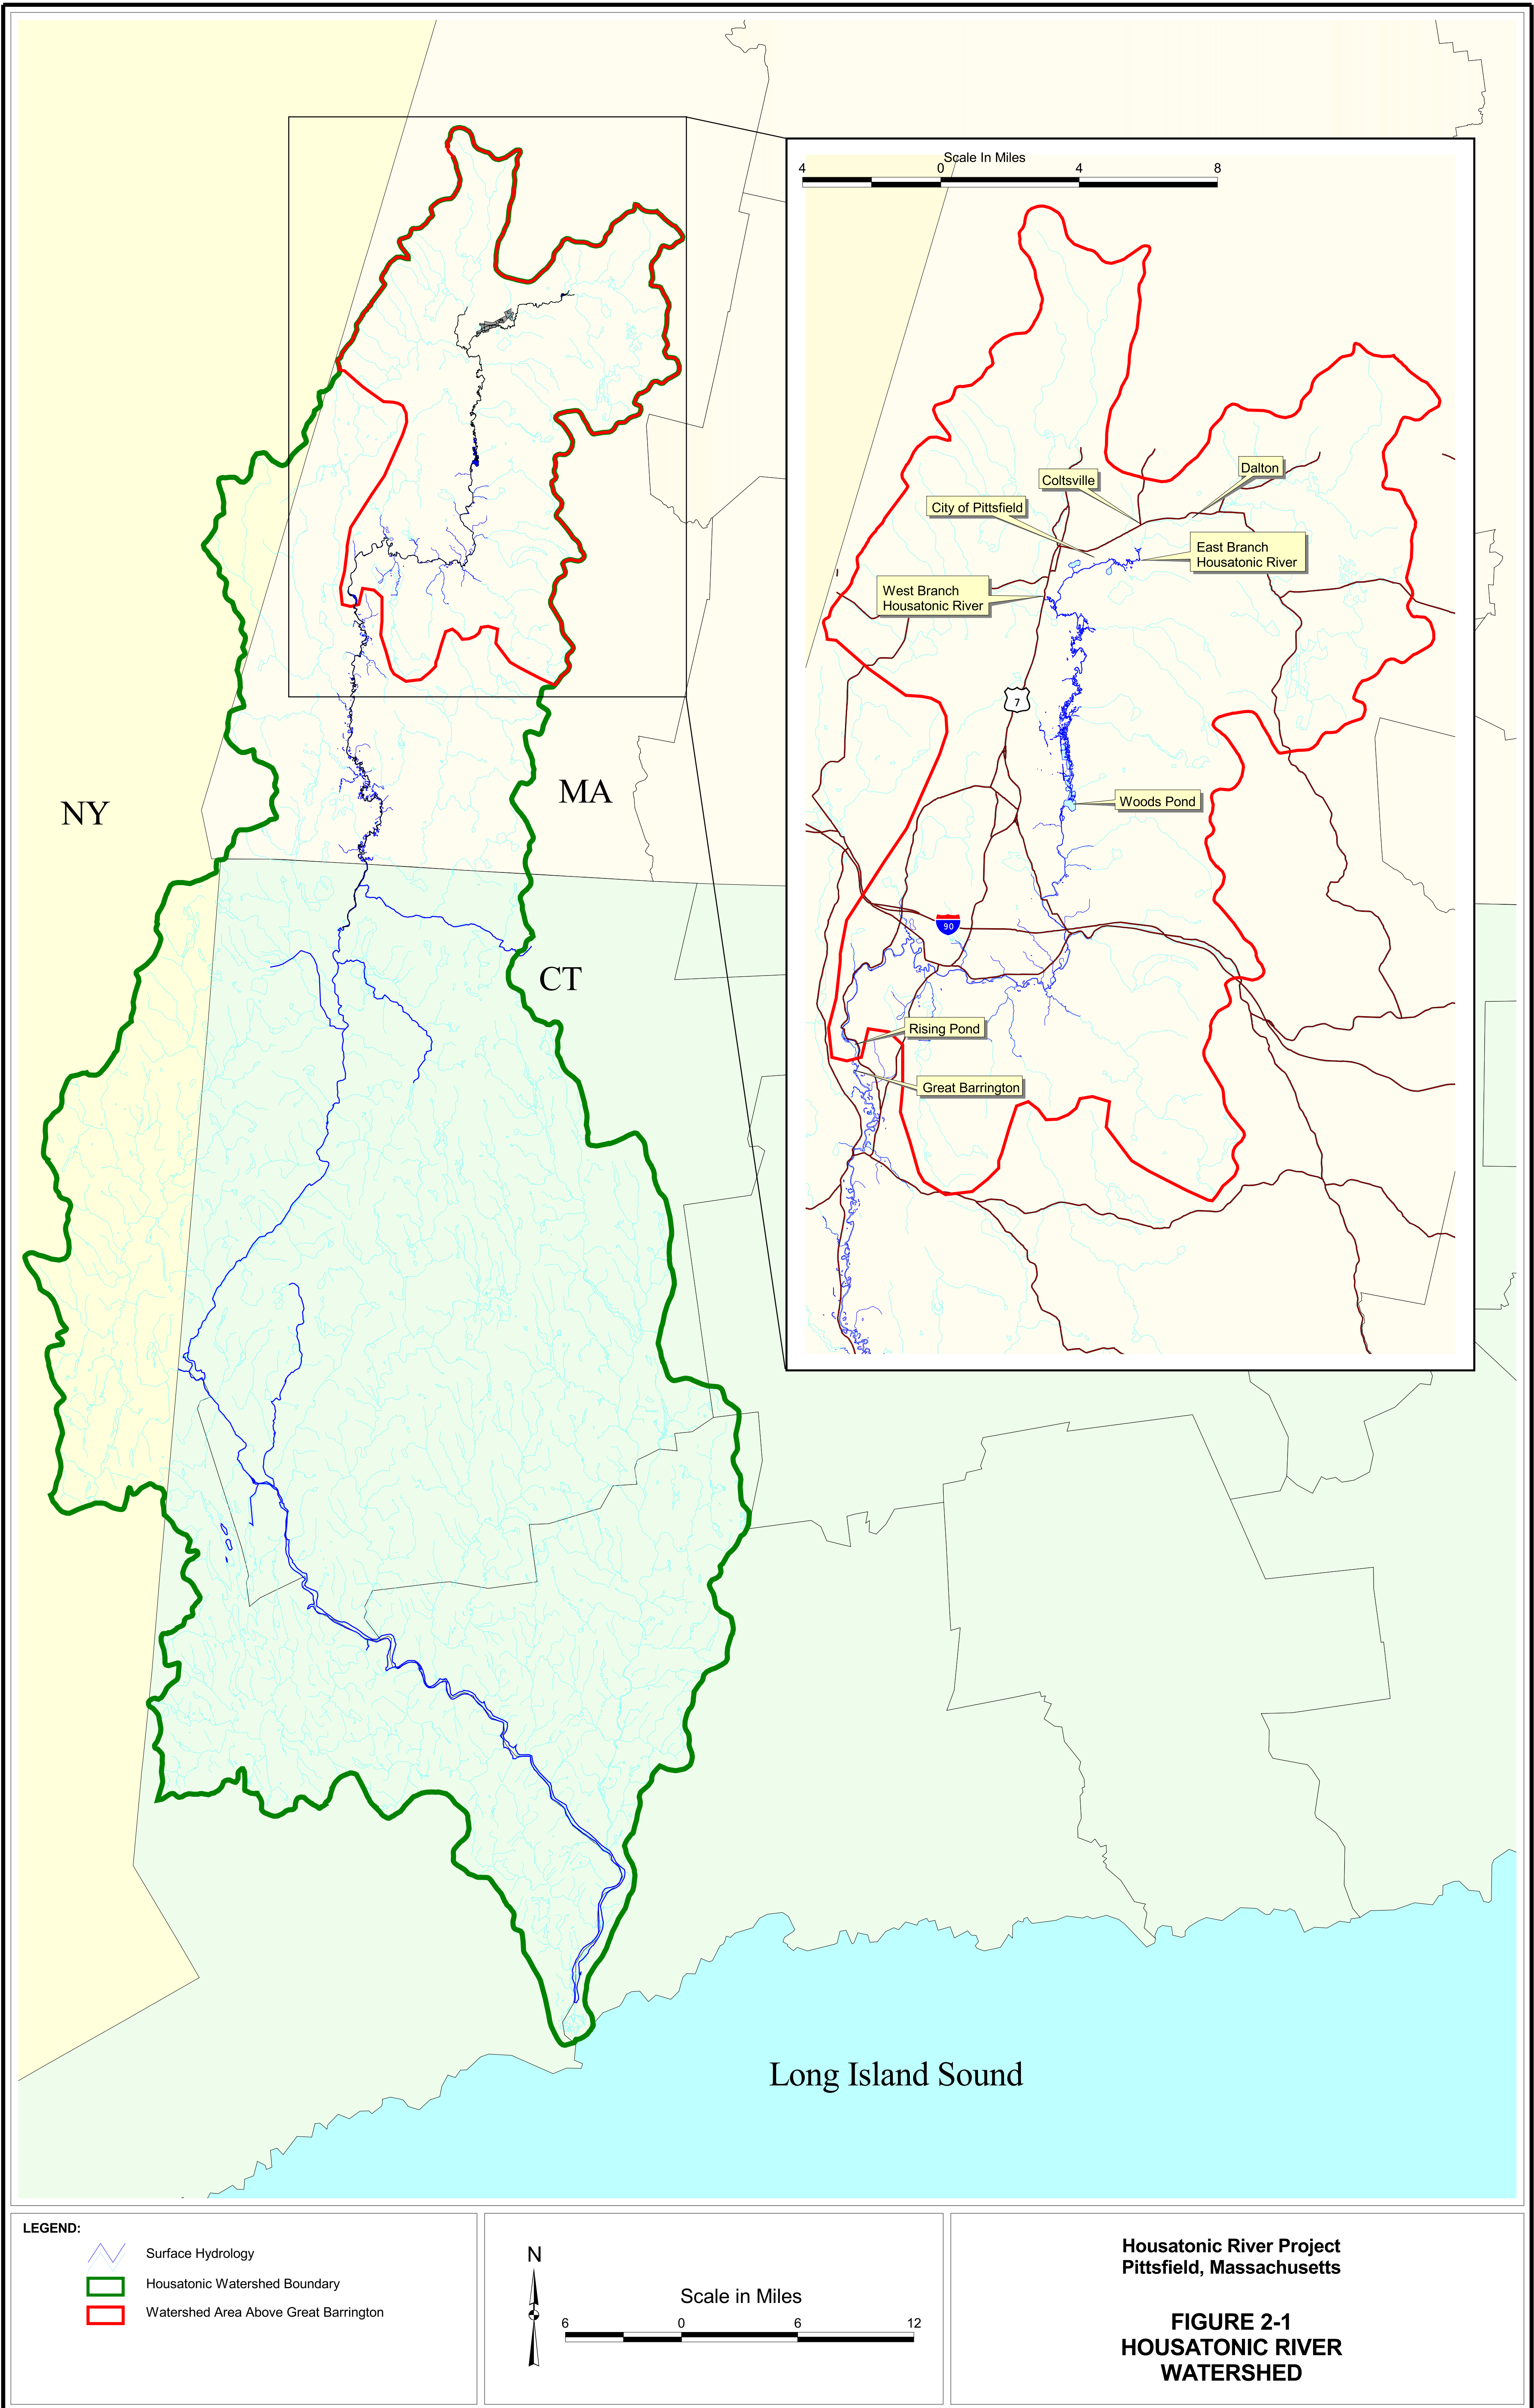 Scale In Miles
4 0 4 8
Dalton
Coltsville
City of Pittsfield
East Branch
Housatonic River
West Branch
Housatonic River
7
Woods Pond
90
Rising Pond
Great Barrington
NY
MA
CT
Long Island Sound
LEGEND:
Surface Hydrology
Housatonic Watershed Boundary
Watershed Area Above Great Barrington
N
Scale in Miles
6 0 6 12
Housatonic River Project
Pittsfield, Massachusetts
FIGURE 2-1
HOUSATONIC RIVER
WATERSHED